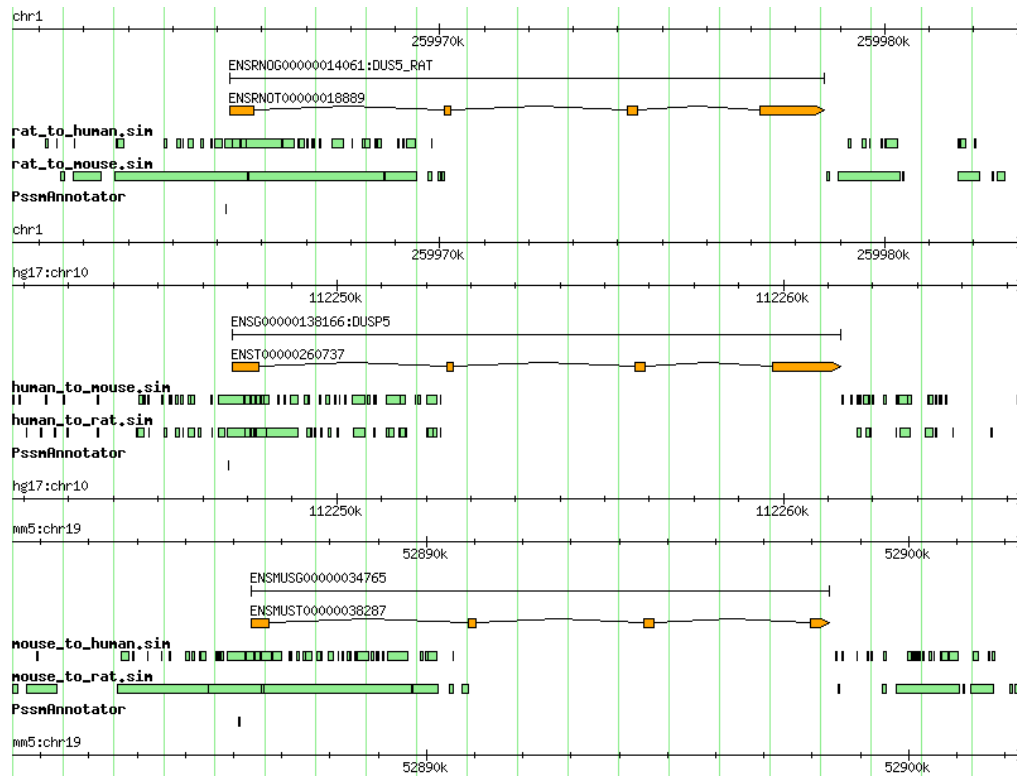 chr1
259970k 259980k
ENSRNOG00000014061:DUS5_RAT
ENSRNOT00000018889
rat_to_human.sim
rat_to_mouse.sim
PssmAnnotator
chr1
259970k 259980k
hg17:chr10
112250k 112260k
ENSG00000138166:DUSP5
ENST00000260737
human_to_mouse.sim
human_to_rat.sim
PssmAnnotator
hg17:chr10
112250k 112260k
mm5:chr19
52890k 52900k
ENSMUSG00000034765
ENSMUST00000038287
mouse_to_human.sim
mouse_to_rat.sim
PssmAnnotator
mm5:chr19
52890k 52900k